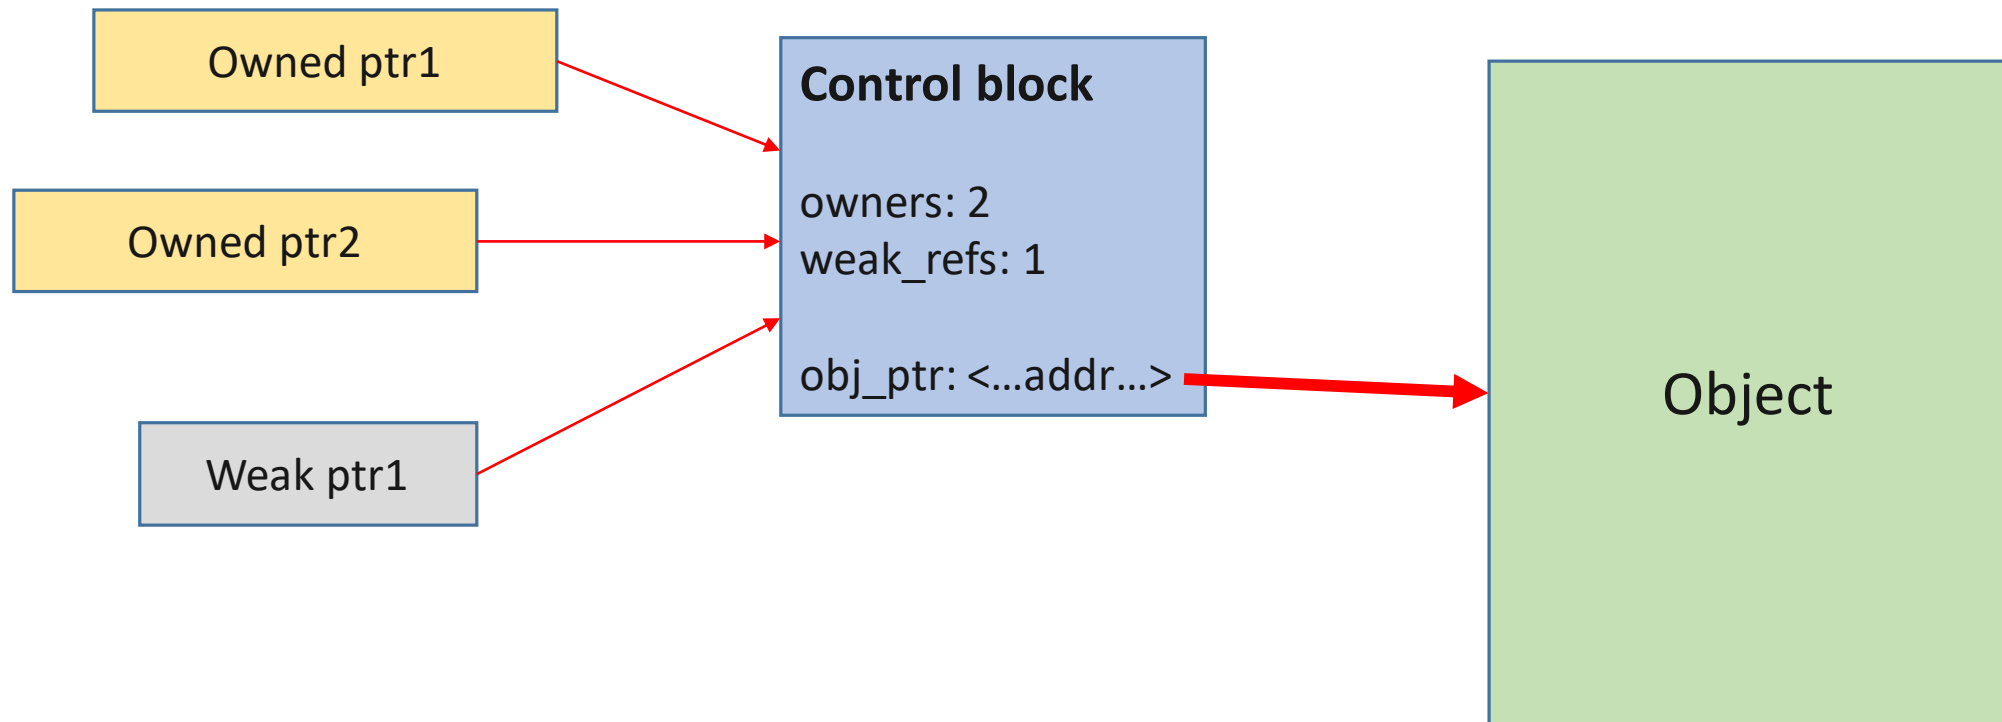 Owned ptr1
Owned ptr2
Weak ptr1
Control block
owners: 2
weak_refs: 1
obj_ptr: <...addr...>
Object